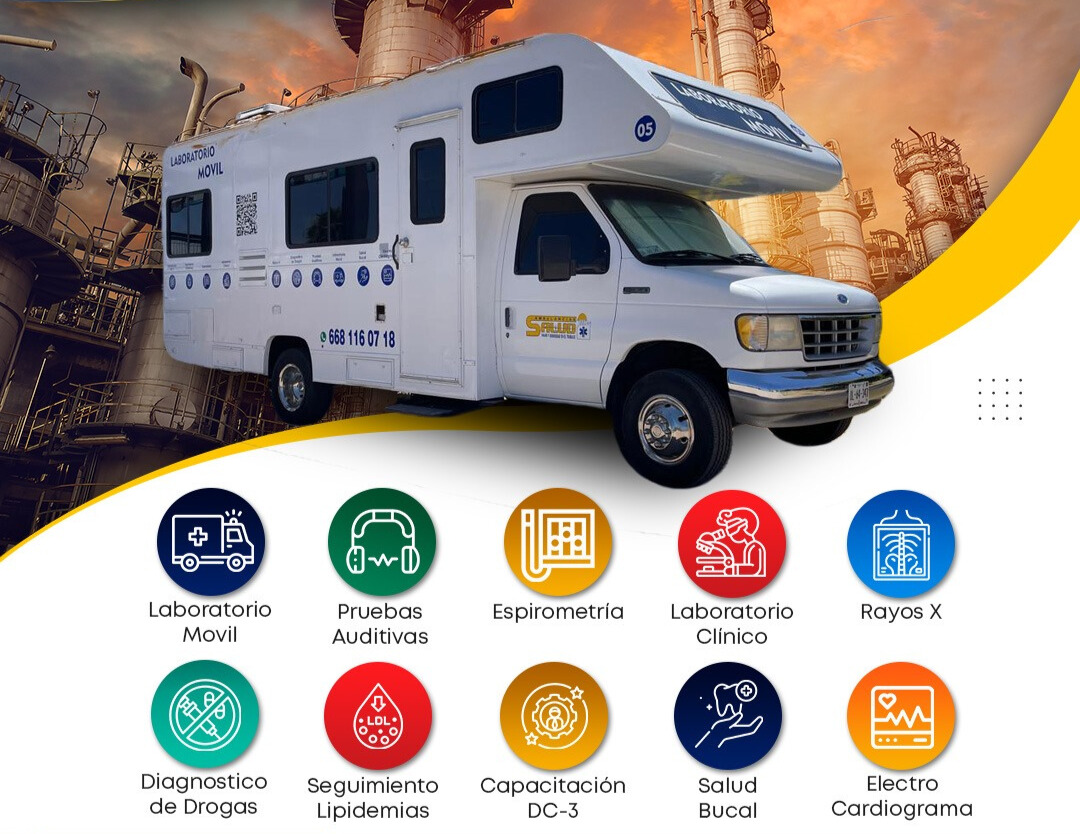 LABORATORIO
MOVIL
05
LABORATORIO
MOVIL
668 116 07 18
AMBULANCIAS
SALUD
Laboratorio
Movil
Pruebas
Auditivas
Espirometría
Laboratorio
Clínico
Rayos X
Diagnostico
de Drogas
LDL
Seguimiento
Lipidemias
Capacitación
DC-3
Salud
Bucal
Electro
Cardiograma